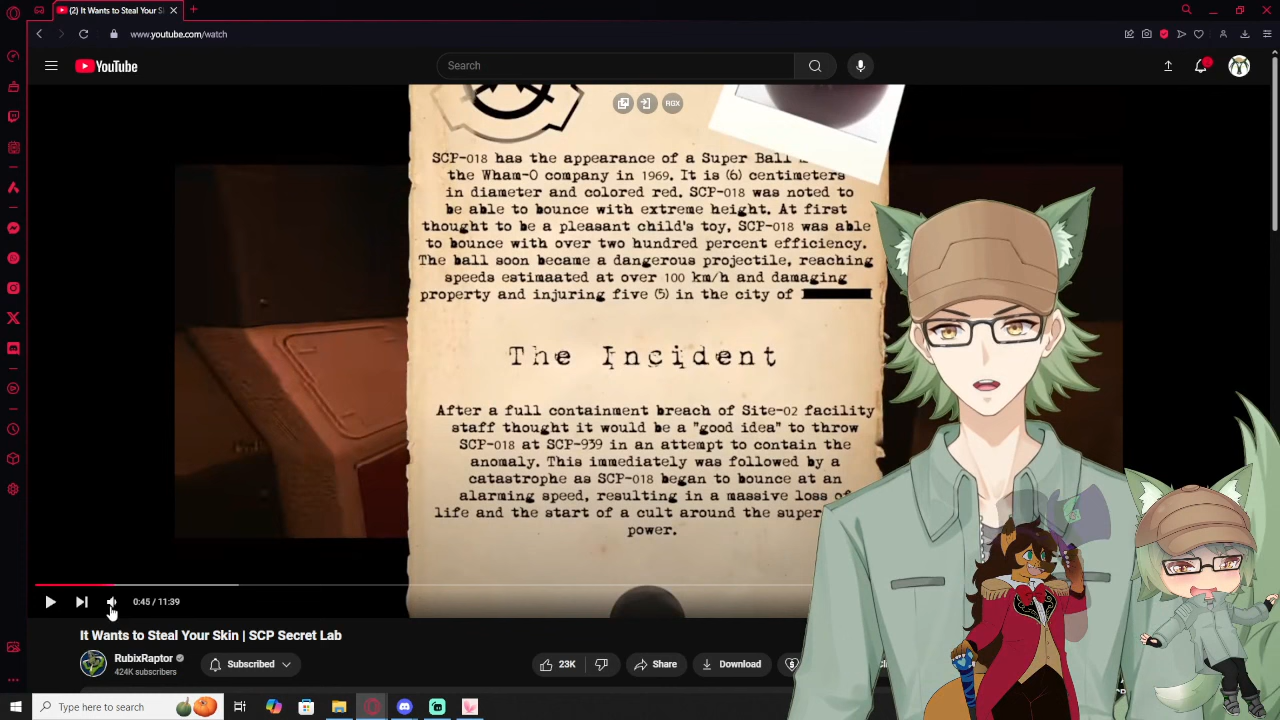 (2) It Wants to Steal Your S
www.youtube.com/watch
YouTube
Search
RGX
SCP-018 has the appearance of a Super Ball
the Wham-O company in 1969. It is (6) centimeters
in diameter and colored red. SCP-018 was noted to
be able to bounce with extreme height. At first
thought to be a pleasant child's toy, SCP-018 was able
to bounce with over two hundred percent efficiency.
The ball soon became a dangerous projectile, reaching
speeds estimaated at over 100 km/h and damaging
property and injuring five (5) in the city of
The Incident
After a full containment breach of Site-02 facility
staff thought it would be a "good idea" to throw
SCP-018 at SCP-939 in an attempt to contain the
anomaly. This immediately was followed by a
catastrophe as SCP-018 began to bounce at an
alarming speed, resulting in a massive loss of
life and the start of a cult around the super
power.
0:45 / 11:39
It Wants to Steal Your Skin | SCP Secret Lab
RubixRaptor
424K subscribers
Subscribed
23K
Share
Download
Type here to search